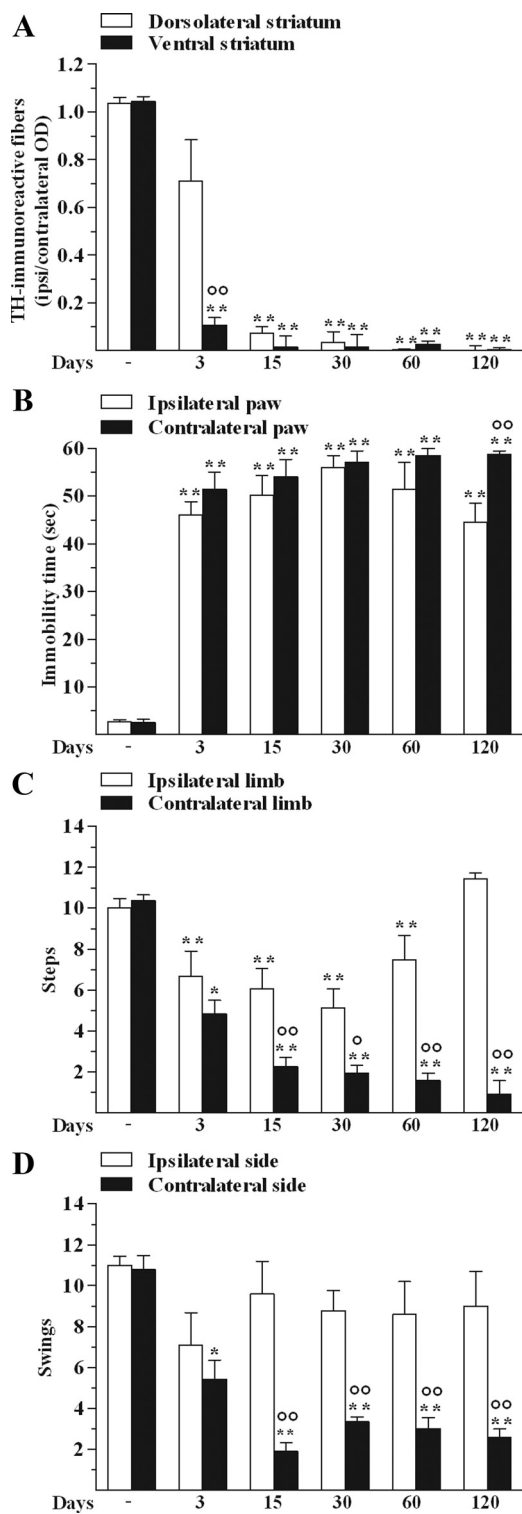 A
Dorsolateral striatum
Ventral striatum
TH-immunoreactive fibers
(ipsi/contralateral OD)
1.2
1.0
0.8
0.6
0.4
0.2
°°
**
** **
** **
** **
** **
Days - 3 15 30 60 120
B
Ipsilateral paw
Contralateral paw
Immobility time (sec)
60
50
40
30
20
10
** **
** **
** **
** **
°°
** **
Days - 3 15 30 60 120
C
Ipsilateral limb
Contralateral limb
Steps
14
12
10
8
6
4
2
** *
** °° **
** ° **
** °° **
°° **
Days - 3 15 30 60 120
D
Ipsilateral side
Contralateral side
Swings
14
12
10
8
6
4
2
*
°° **
°° **
°° **
°° **
Days - 3 15 30 60 120